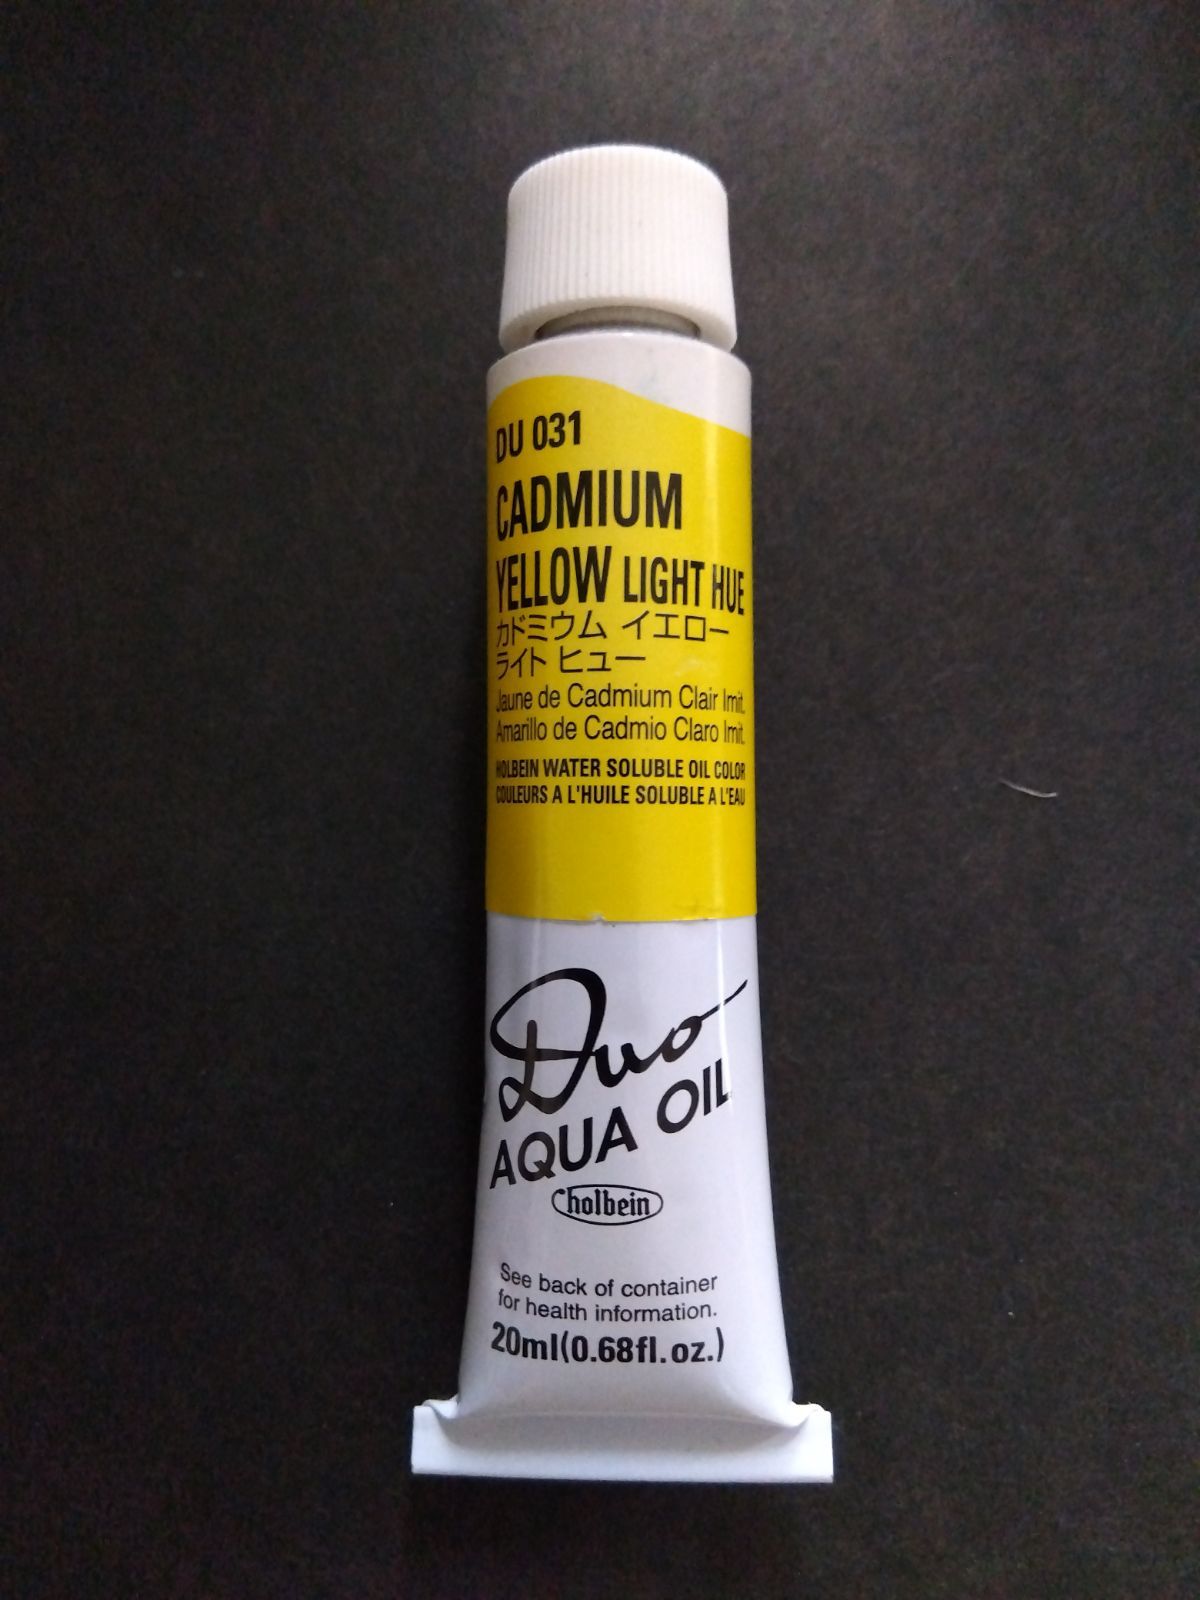 DU 031
CADMIUM
YELLOW LIGHT HUE
カドミウム イエロー
ライト ヒュー
Jaune de Cadmium Clair Imit.
Amarillo de Cadmio Claro Imit.
HOLBEIN WATER SOLUBLE OIL COLOR
COULEURS A L'HUILE SOLUBLE A L'EAU
Duo
AQUA OIL
holbein
See back of container
for health information.
20ml(0.68fl.oz.)